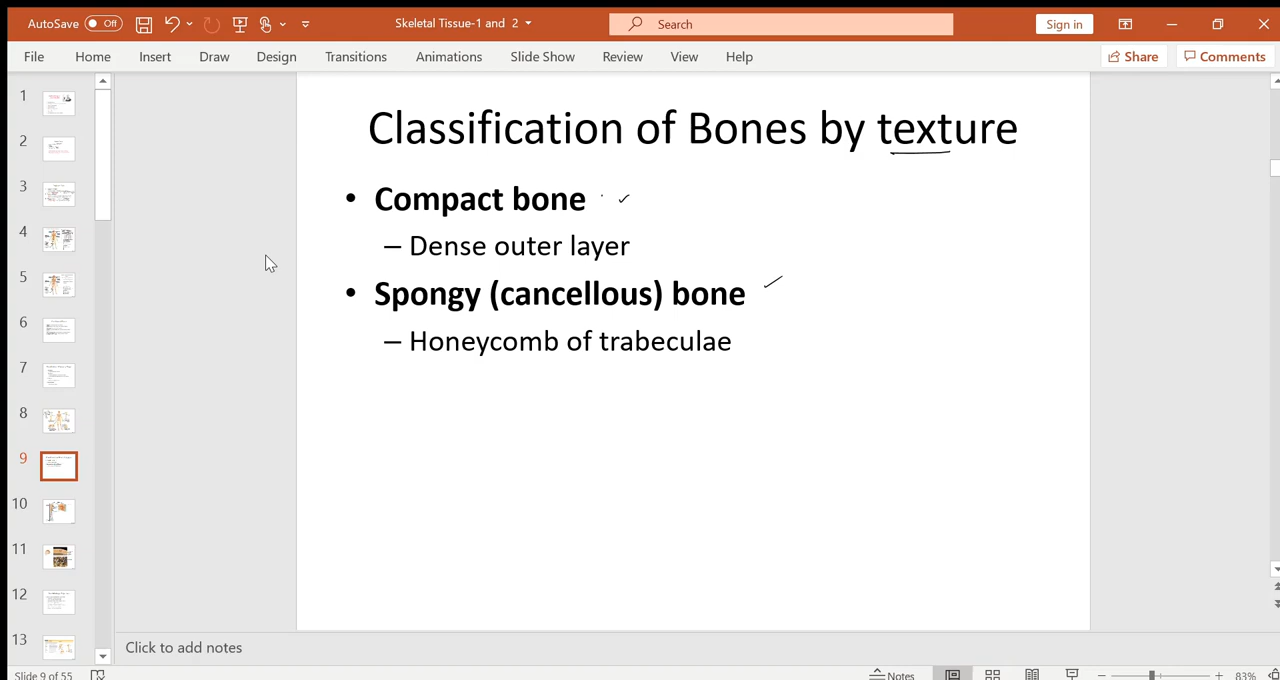 AutoSave Off Skeletal Tissue-1 and 2 Search Sign in
File Home Insert Draw Design Transitions Animations Slide Show Review View Help Share Comments
1
2
3
4
5
6
7
8
9
10
11
12
13
Classification of Bones by texture
• Compact bone
– Dense outer layer
• Spongy (cancellous) bone
– Honeycomb of trabeculae
Click to add notes
Slide 9 of 55 Notes 83%